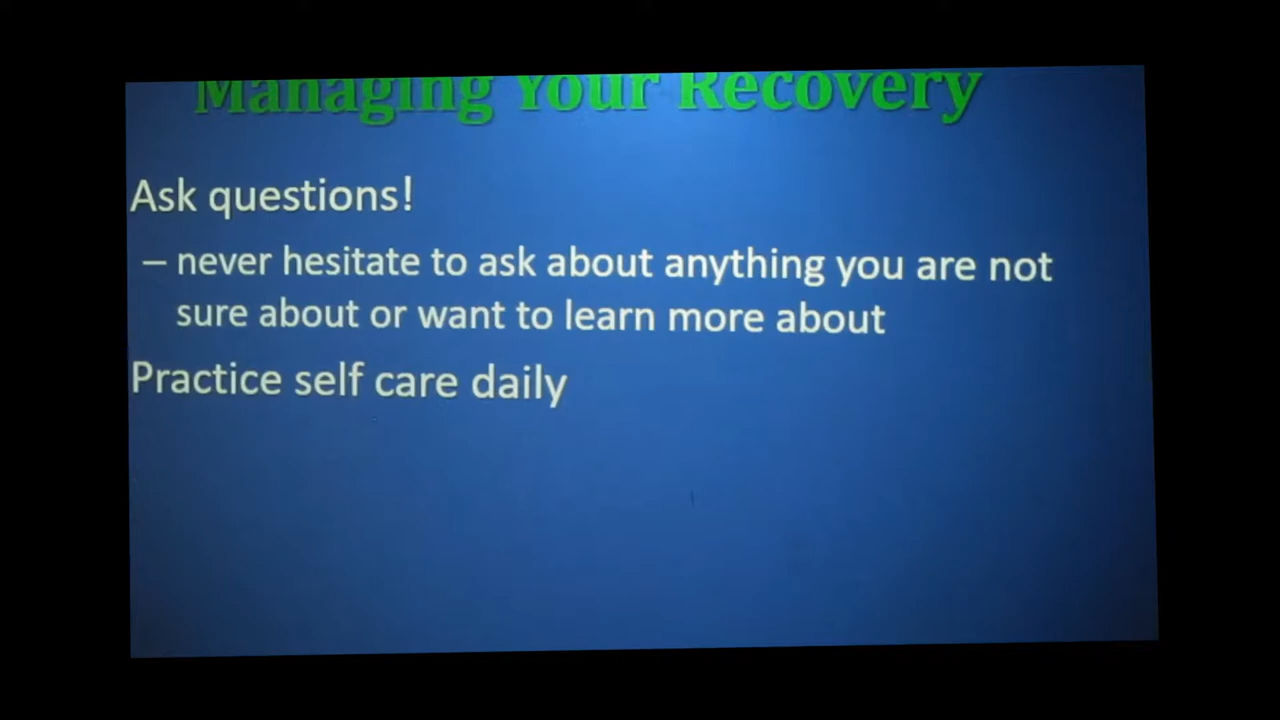 Managing Your Recovery
Ask questions!
– never hesitate to ask about anything you are not
sure about or want to learn more about
Practice self care daily